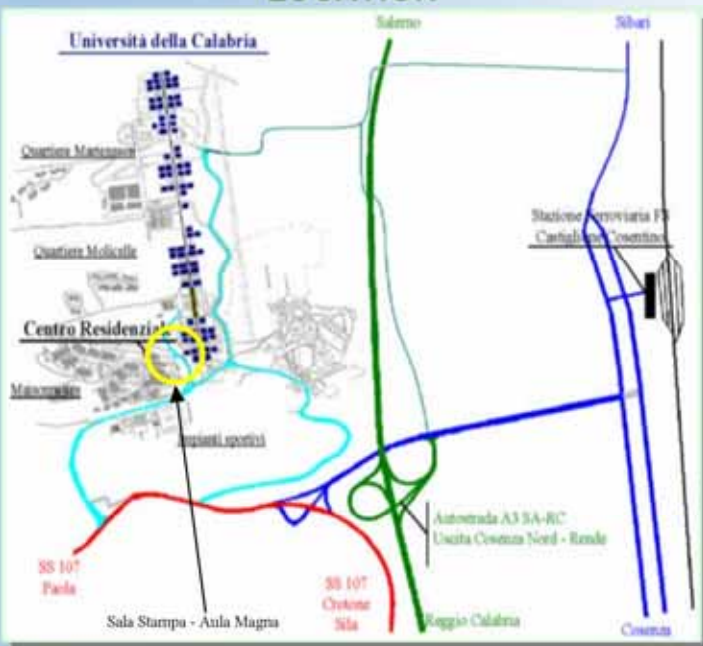 Salerno
Sibari
Università della Calabria
Quartiere Martensson
Stazione Ferroviaria FS
Castiglione Cosentino
Quartiere Molicelle
Centro Residenziale
Maisonnettes
Impianti sportivi
Autostrada A3 SA-RC
Uscita Cosenza Nord - Rende
SS 107
Paola
SS 107
Crotone
Sila
Sala Stampa - Aula Magna
Reggio Calabria
Cosenza